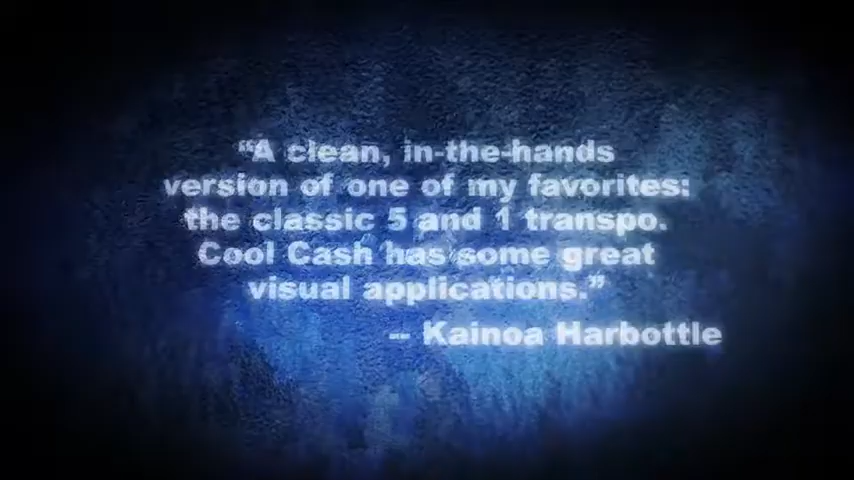 “A clean, in-the-hands
version of one of my favorites:
the classic 5 and 1 transpo.
Cool Cash has some great
visual applications.”
-- Kainoa Harbottle